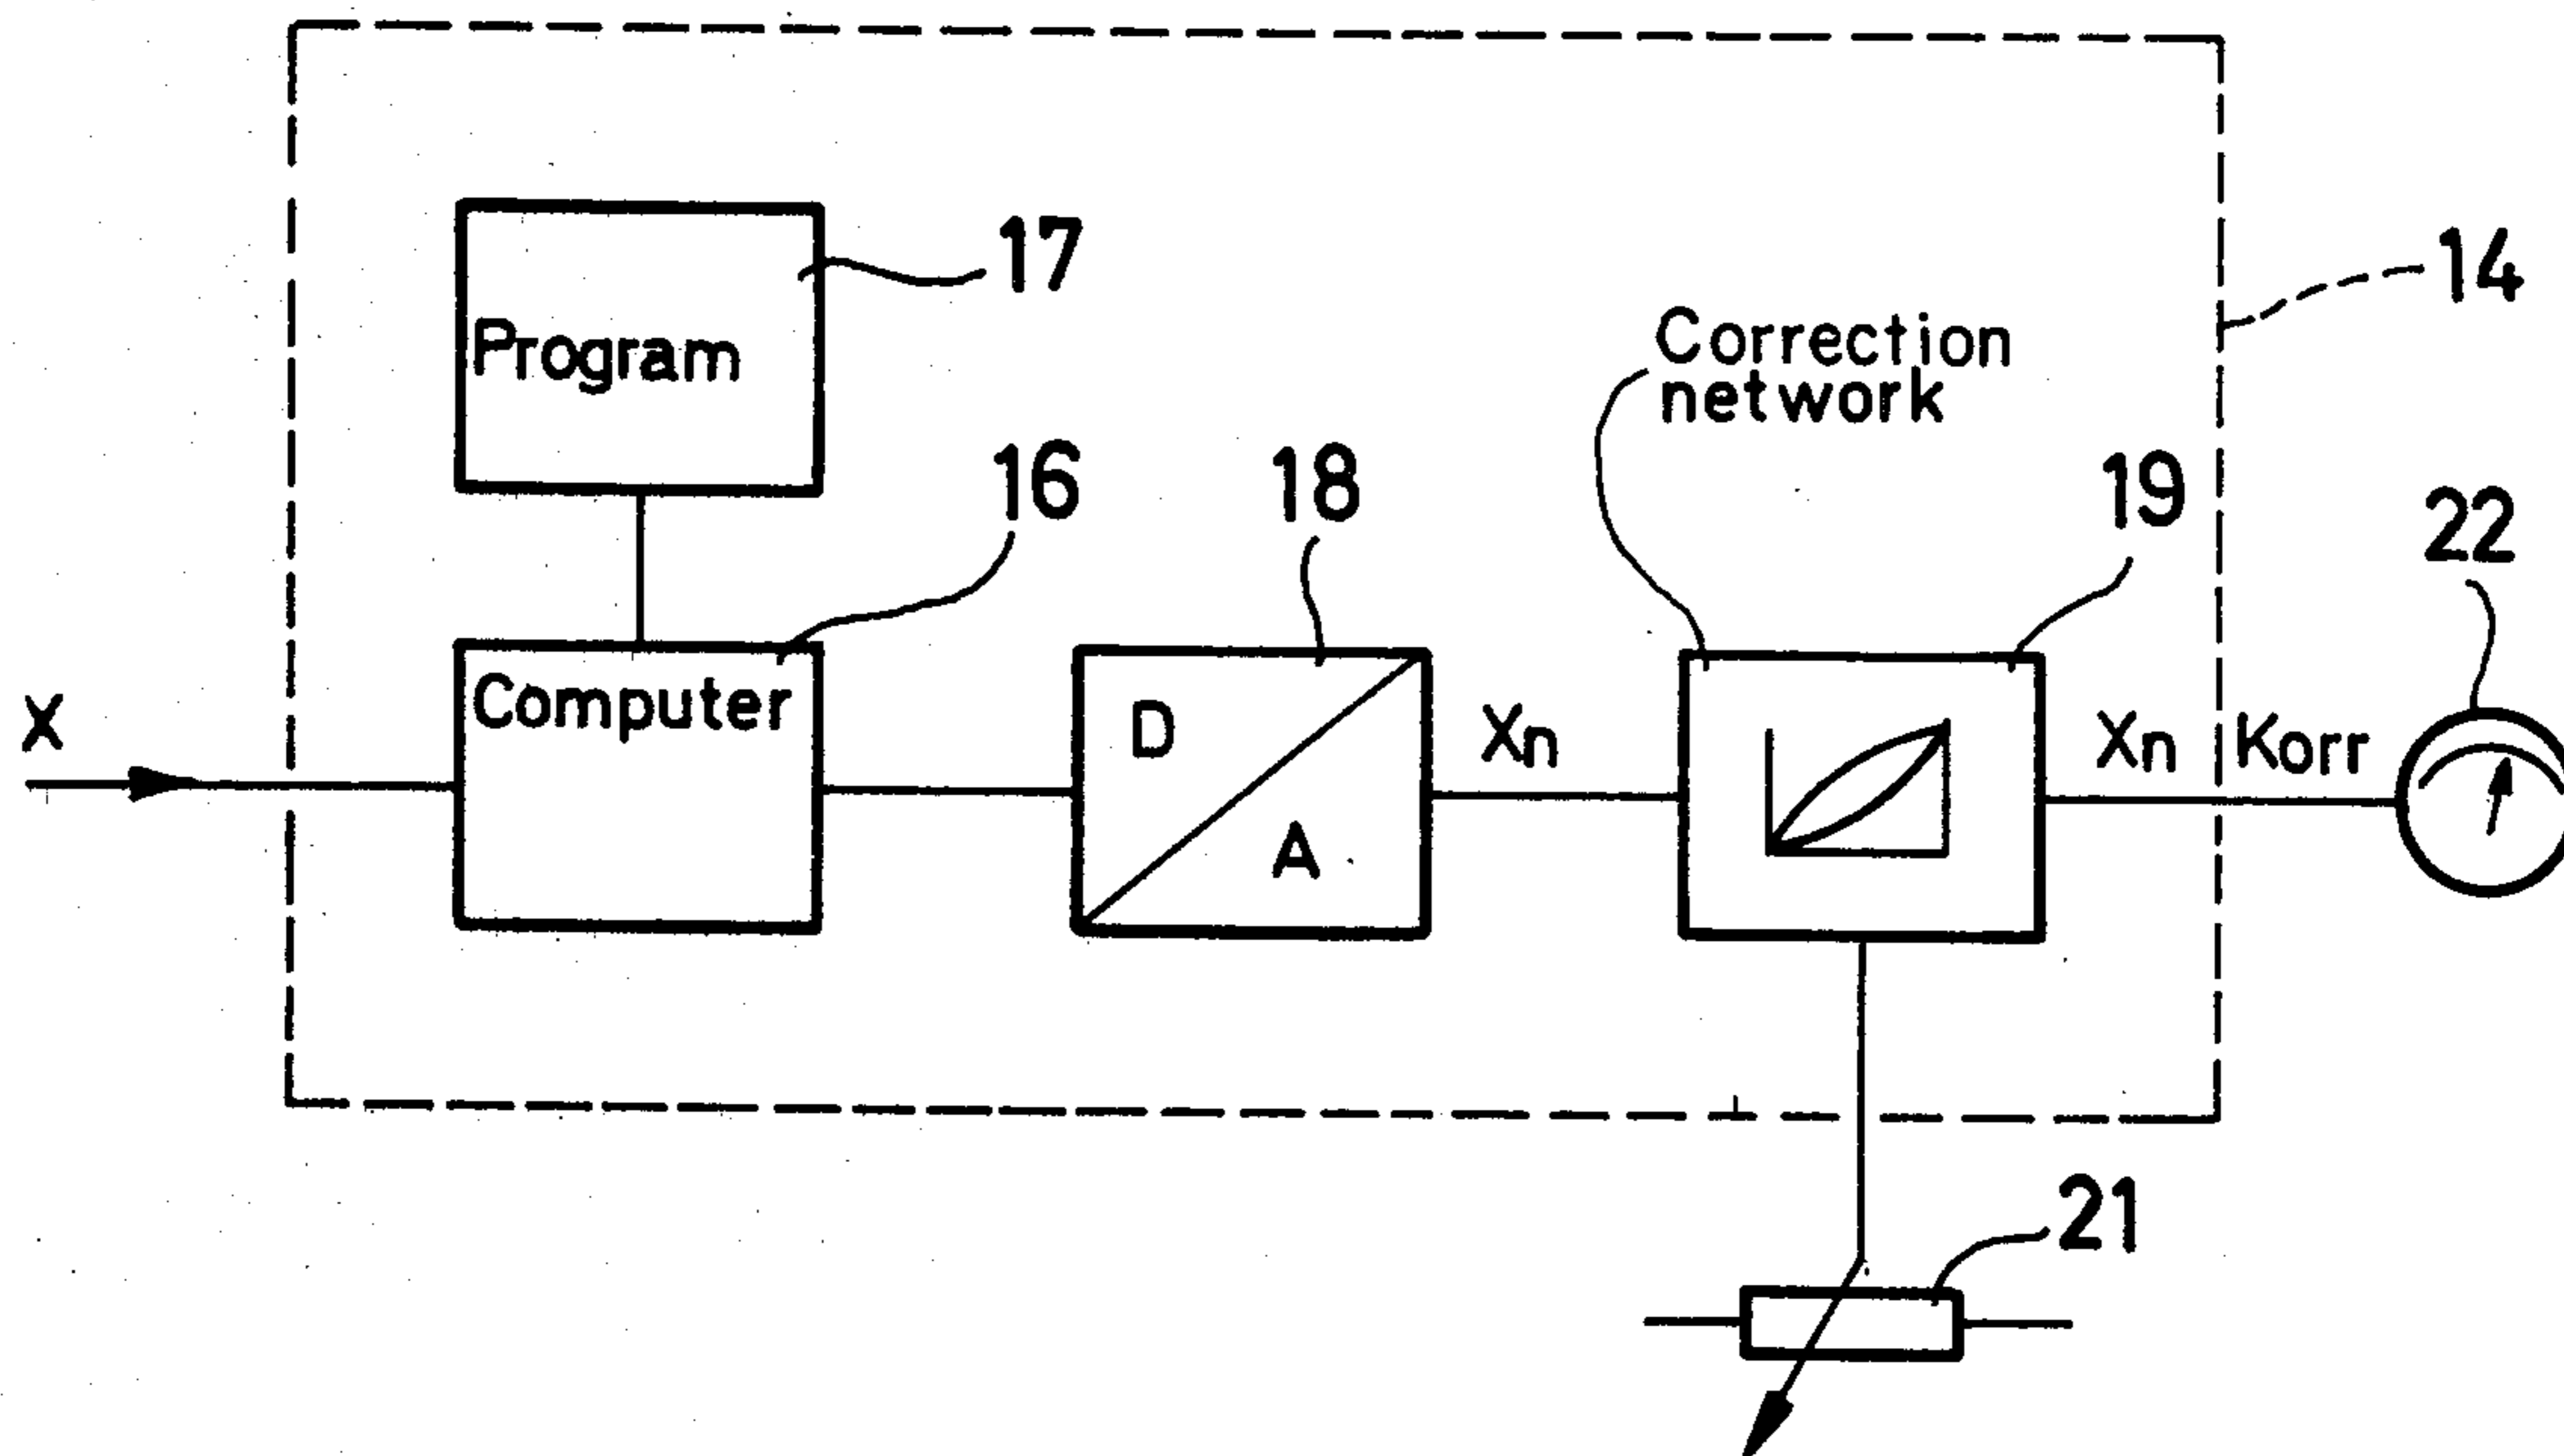 17
14
Program
Correction
network
16
18
19
22
Computer
X
D
A
Xn
Xn Korr
21